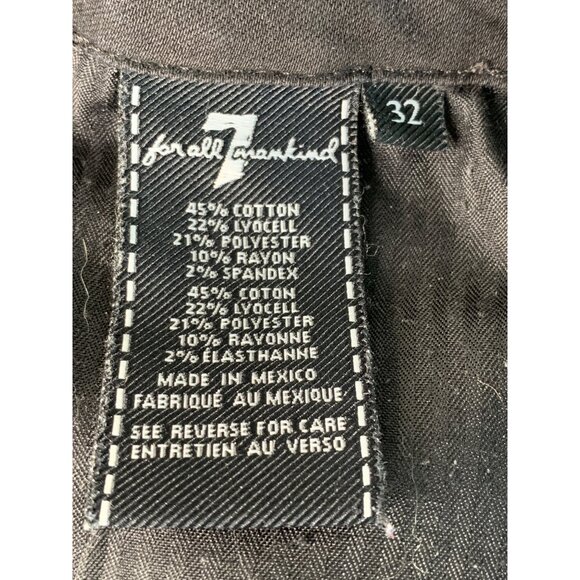 7
for all mankind
32
45% COTTON
22% LYOCELL
21% POLYESTER
10% RAYON
2% SPANDEX
45% COTON
22% LYOCELL
21% POLYESTER
10% RAYONNE
2% ÉLASTHANNE
MADE IN MEXICO
FABRIQUÉ AU MEXIQUE
SEE REVERSE FOR CARE
ENTRETIEN AU VERSO